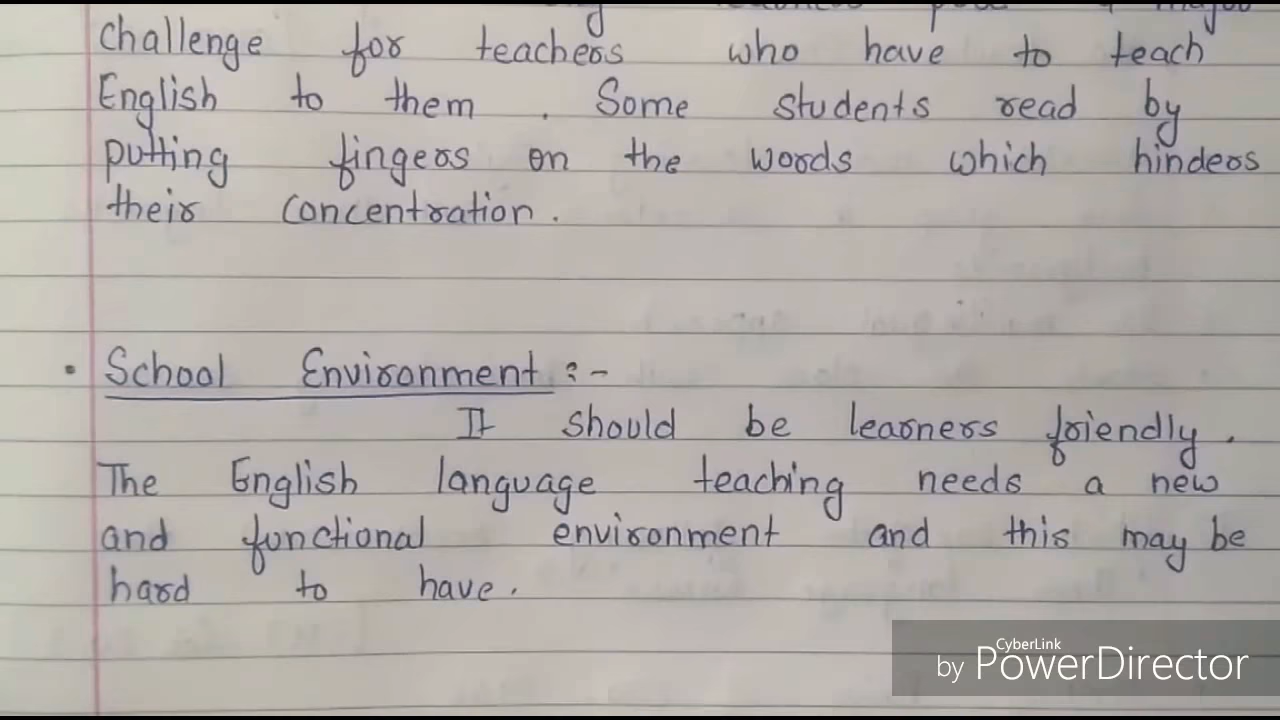 challenge for teachers who have to teach
English to them . Some students read by
putting fingers on the words which hinders
their concentration .
• School Environment :-
It should be learners friendly .
The English language teaching needs a new
and functional environment and this may be
hard to have .
CyberLink
by PowerDirector